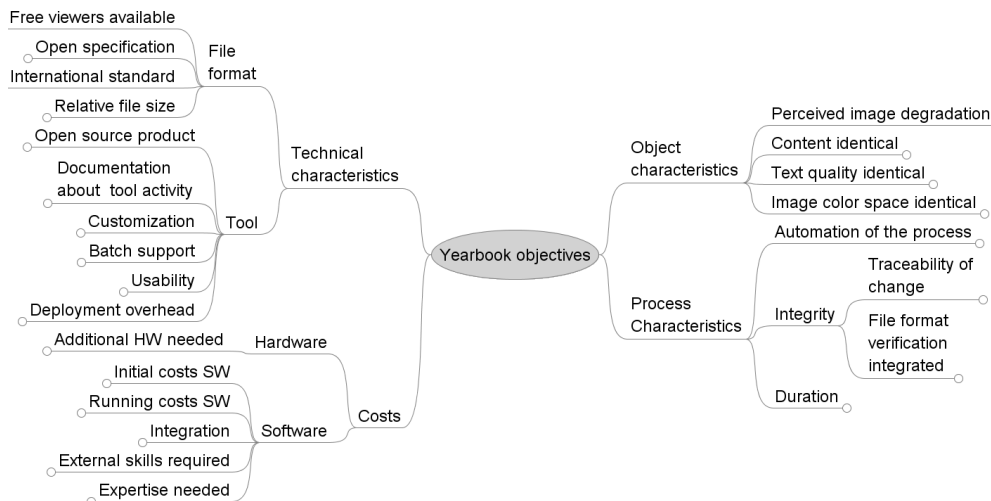 Free viewers available
Open specification
International standard
Relative file size
File
format
Open source product
Documentation
about  tool activity
Customization
Batch support
Usability
Deployment overhead
Tool
Technical
characteristics
Additional HW needed
Hardware
Initial costs SW
Running costs SW
Integration
External skills required
Expertise needed
Software
Costs
Yearbook objectives
Object
characteristics
Perceived image degradation
Content identical
Text quality identical
Image color space identical
Process
Characteristics
Automation of the process
Integrity
Traceability of
change
File format
verification
integrated
Duration